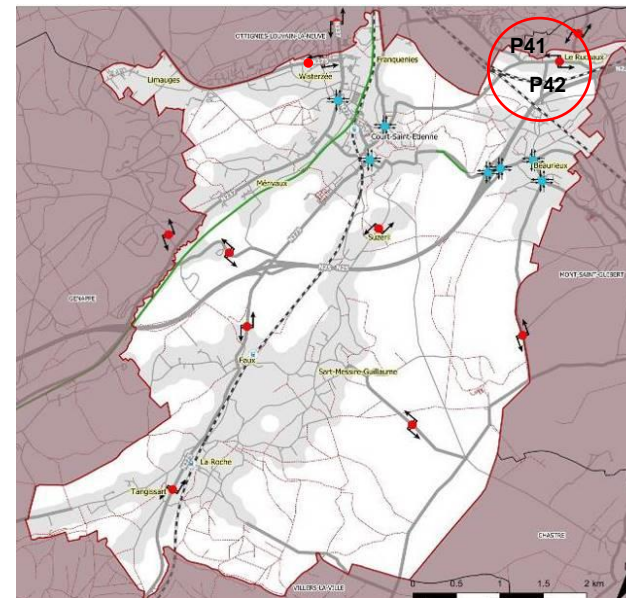 OTTIGNIES-LOUVAIN-LA-NEUVE
P41
Franquenies
Le Ruchaux
Wisterzée
Limauges
P42
Court-Saint-Etienne
Beaurieux
Mérivaux
Suzeril
N25
MONT-SAINT-GUIBERT
GENAPPE
Faux
Sart-Messire-Guillaume
La Roche
Tangissart
CHASTRE
VILLERS-LA-VILLE
0 0.5 1 1.5 2 km